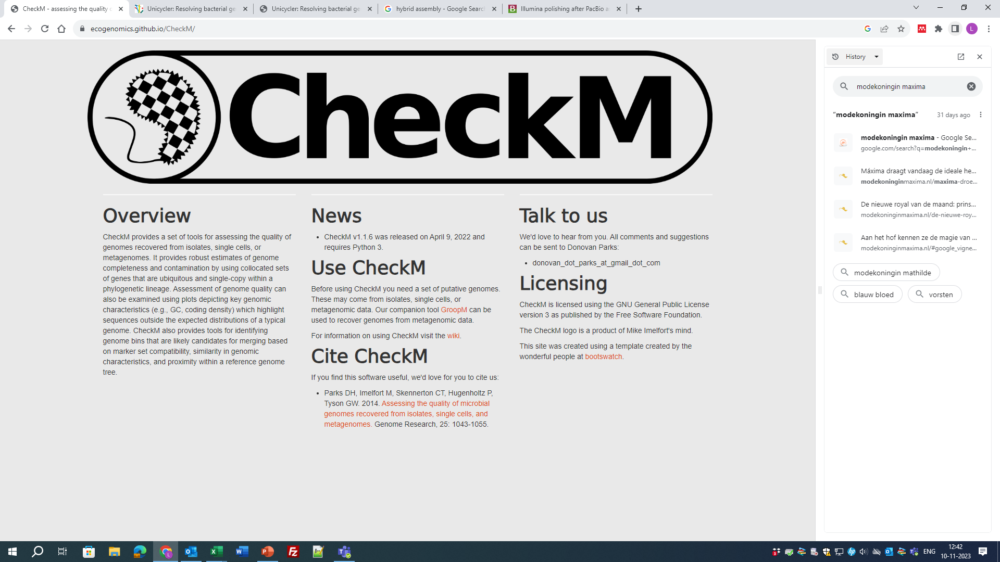 CheckM - assessing the quality c
Unicycler: Resolving bacterial ge
Unicycler: Resolving bacterial ge
hybrid assembly - Google Search
Illumina polishing after PacBio a
ecogenomics.github.io/CheckM/
L
CheckM
Overview
CheckM provides a set of tools for assessing the quality of
genomes recovered from isolates, single cells, or
metagenomes. It provides robust estimates of genome
completeness and contamination by using collocated sets
of genes that are ubiquitous and single-copy within a
phylogenetic lineage. Assessment of genome quality can
also be examined using plots depicting key genomic
characteristics (e.g., GC, coding density) which highlight
sequences outside the expected distributions of a typical
genome. CheckM also provides tools for identifying
genome bins that are likely candidates for merging based
on marker set compatibility, similarity in genomic
characteristics, and proximity within a reference genome
tree.
News
• CheckM v1.1.6 was released on April 9, 2022 and
requires Python 3.
Use CheckM
Before using CheckM you need a set of putative genomes.
These may come from isolates, single cells, or
metagenomic data. Our companion tool GroopM can be
used to recover genomes from metagenomic data.
For information on using CheckM visit the wiki.
Cite CheckM
If you find this software useful, we'd love for you to cite us:
• Parks DH, Imelfort M, Skennerton CT, Hugenholtz P,
Tyson GW. 2014. Assessing the quality of microbial
genomes recovered from isolates, single cells, and
metagenomes. Genome Research, 25: 1043-1055.
Talk to us
We'd love to hear from you. All comments and suggestions
can be sent to Donovan Parks:
• donovan_dot_parks_at_gmail_dot_com
Licensing
CheckM is licensed using the GNU General Public License
version 3 as published by the Free Software Foundation.
The CheckM logo is a product of Mike Imelfort's mind.
This site was created using a template created by the
wonderful people at bootswatch.
History
modekoningin maxima
“modekoningin maxima” 31 days ago
modekoningin maxima - Google Se...
google.com/search?q=modekoningin+...
Máxima draagt vandaag de ideale he...
modekoninginmaxima.nl/maxima-droe...
De nieuwe royal van de maand: prins...
modekoninginmaxima.nl/de-nieuwe-roy...
Aan het hof kennen ze de magie van ...
modekoninginmaxima.nl/#google_vigne...
modekoningin mathilde
blauw bloed
vorsten
ENG
12:42
10-11-2023